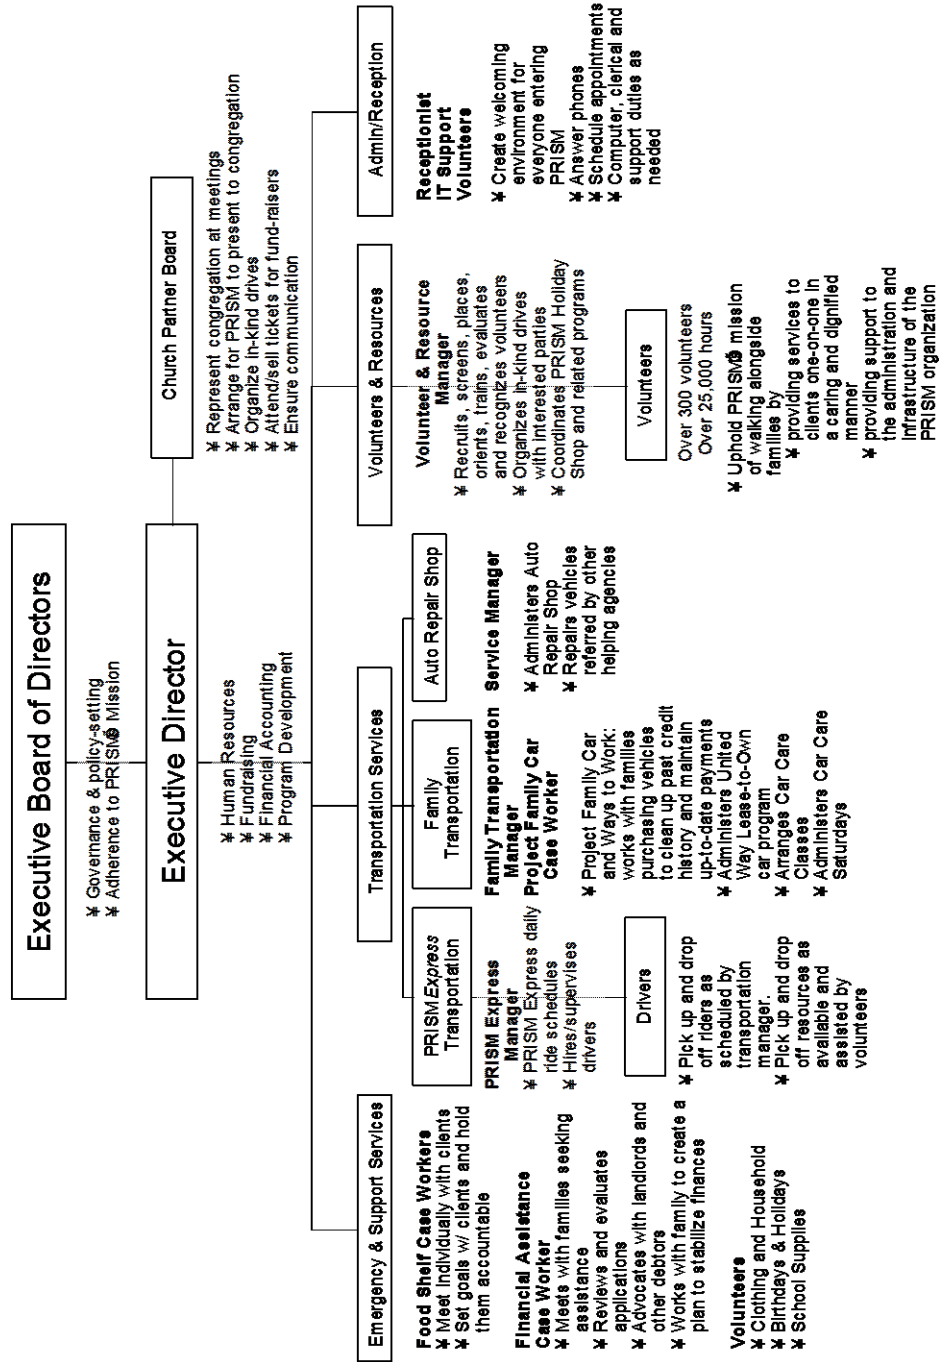 Executive Board of Directors
¥ Governance & policy-setting
¥ Adherence to PRISMÕs Mission
Executive Director
Church Partner Board
¥ Human Resources
¥ Fundraising
¥ Financial Accounting
¥ Program Development
¥ Represent congregation at meetings
¥ Arrange for PRISM to present to congregation
¥ Organize in-kind drives
¥ Attend/sell tickets for fund-raisers
¥ Ensure communication
Emergency & Support Services
Food Shelf Case Workers
¥ Meet individually with clients
¥ Set goals w/ clients and hold
them accountable
Financial Assistance
Case Worker
¥ Meets with families seeking
assistance
¥ Reviews and evaluates
applications
¥ Advocates with landlords and
other debtors
¥ Works with family to create a
plan to stabilize finances
Volunteers
¥ Clothing and Household
¥ Birthdays & Holidays
¥ School Supplies
Transportation Services
PRISM Express
Transportation
PRISM Express
Manager
¥ PRISM Express daily
ride schedules
¥ Hires/supervises
drivers
Drivers
¥ Pick up and drop
off riders as
scheduled by
transportation
manager.
¥ Pick up and drop
off resources as
available and
assisted by
volunteers
Family
Transportation
Family Transportation
Manager
Project Family Car
Case Worker
¥ Project Family Car
and Ways to Work:
works with families
purchasing vehicles
to clean up past credit
history and maintain
up-to-date payments
¥ Administers United
Way Lease-to-Own
car program
¥ Arranges Car Care
Classes
¥ Administers Car Care
Saturdays
Auto Repair Shop
Service Manager
¥ Administers Auto
Repair Shop
¥ Repairs vehicles
referred by other
helping agencies
Volunteers & Resources
Volunteer & Resource
Manager
¥ Recruits, screens, places,
orients, trains, evaluates
and recognizes volunteers
¥ Organizes in-kind drives
with interested parties
¥ Coordinates PRISM Holiday
Shop and related programs
Volunteers
Over 300 volunteers
Over 25,000 hours
¥ Uphold PRISMÕs mission
of walking alongside
families by
¥ providing services to
clients one-on-one in
a caring and dignified
manner
¥ providing support to
the administration and
infrastructure of the
PRISM organization
Admin/Reception
Receptionist
IT Support
Volunteers
¥ Create welcoming
environment for
everyone entering
PRISM
¥ Answer phones
¥ Schedule appointments
¥ Computer, clerical and
support duties as
needed